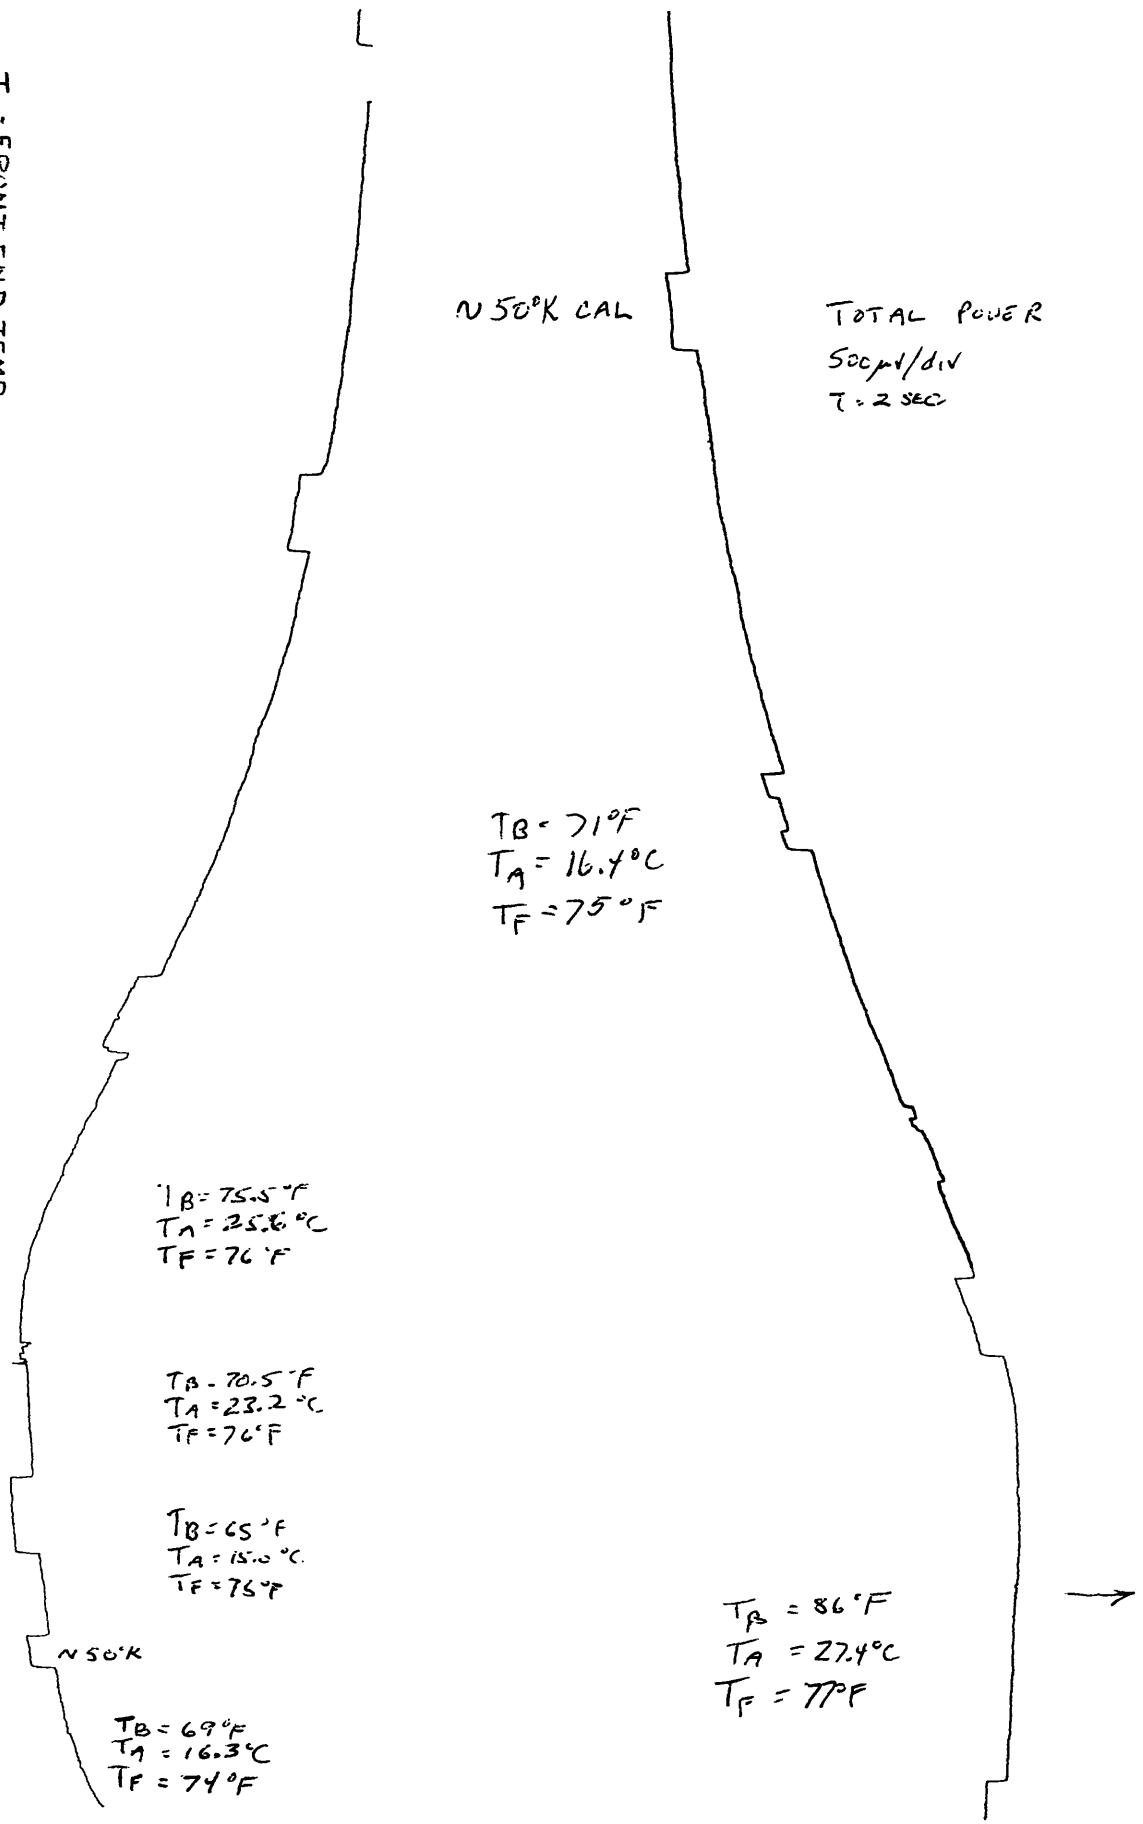 ~ 50°K CAL
TOTAL POWER
500 μv/div
τ = 2 SEC
TB = 71°F
TA = 16.4°C
TF = 75°F
TB = 75.5°F
TA = 25.6°C
TF = 76°F
TB = 70.5°F
TA = 23.2°C
TF = 76°F
TB = 65°F
TA = 15.0°C
TF = 75°F
~ 50°K
TB = 69°F
TA = 16.3°C
TF = 74°F
TB = 86°F
TA = 27.4°C
TF = 77°F